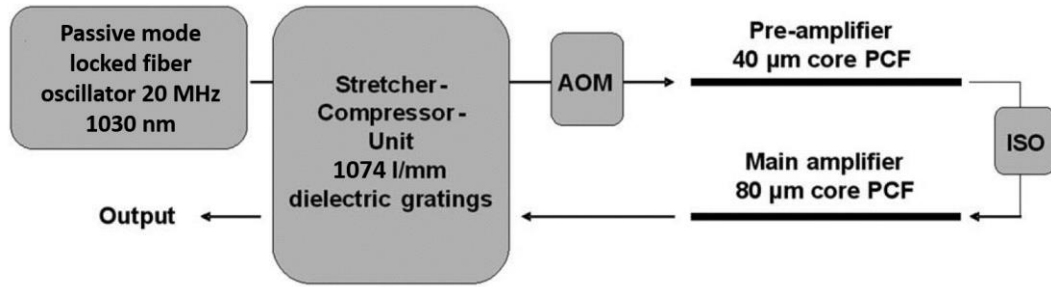 Passive mode
locked fiber
oscillator 20 MHz
1030 nm
Stretcher-
Compressor-
Unit
1074 l/mm
dielectric gratings
AOM
Pre-amplifier
40 µm core PCF
ISO
Main amplifier
80 µm core PCF
Output